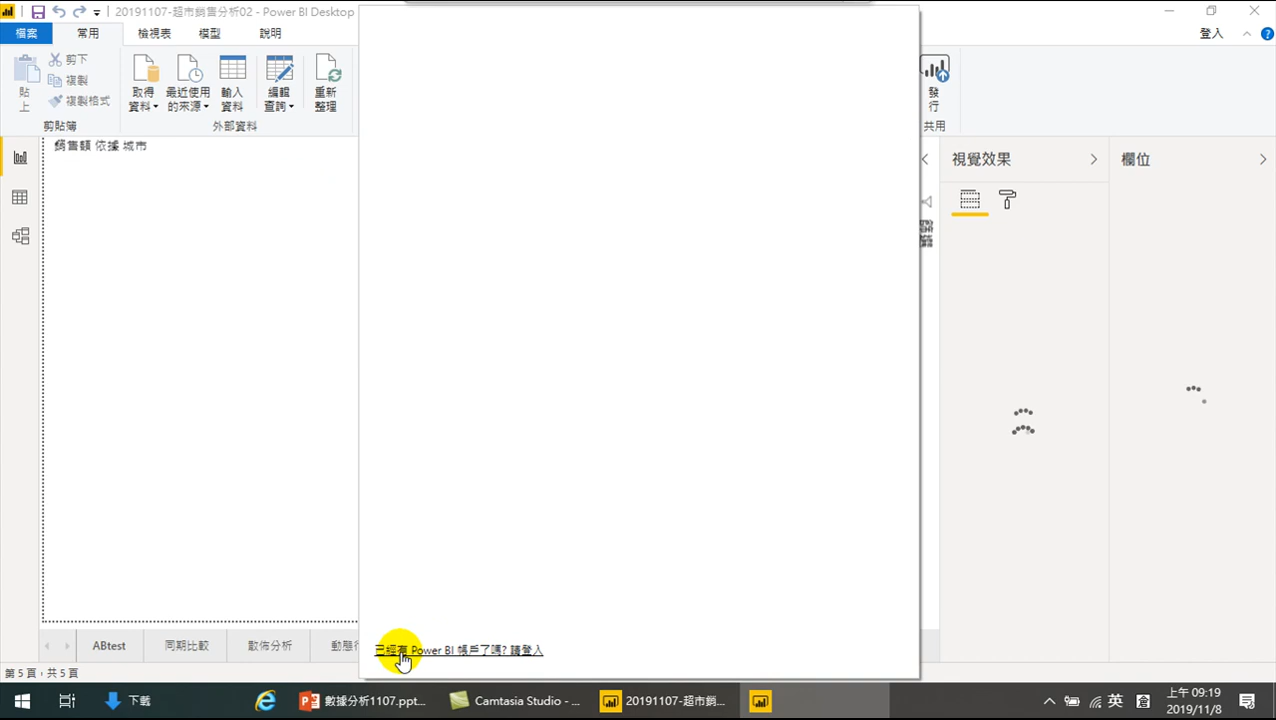 20191107-超市銷售分析02 - Power BI Desktop
檔案 常用 檢視表 模型 說明 登入
貼上 剪下 複製 複製格式
取得資料 最近使用的來源 輸入資料 編輯查詢 重新整理 發行
剪貼簿 外部資料 共用
銷售額 依據 城市
視覺效果 欄位
篩選
已經有 Power BI 帳戶了嗎? 請登入
ABtest 同期比較 散佈分析
第 5 頁，共 5 頁
下載 數據分析1107.ppt... Camtasia Studio - ... 20191107-超市銷... 英 倉 上午 09:19
2019/11/8